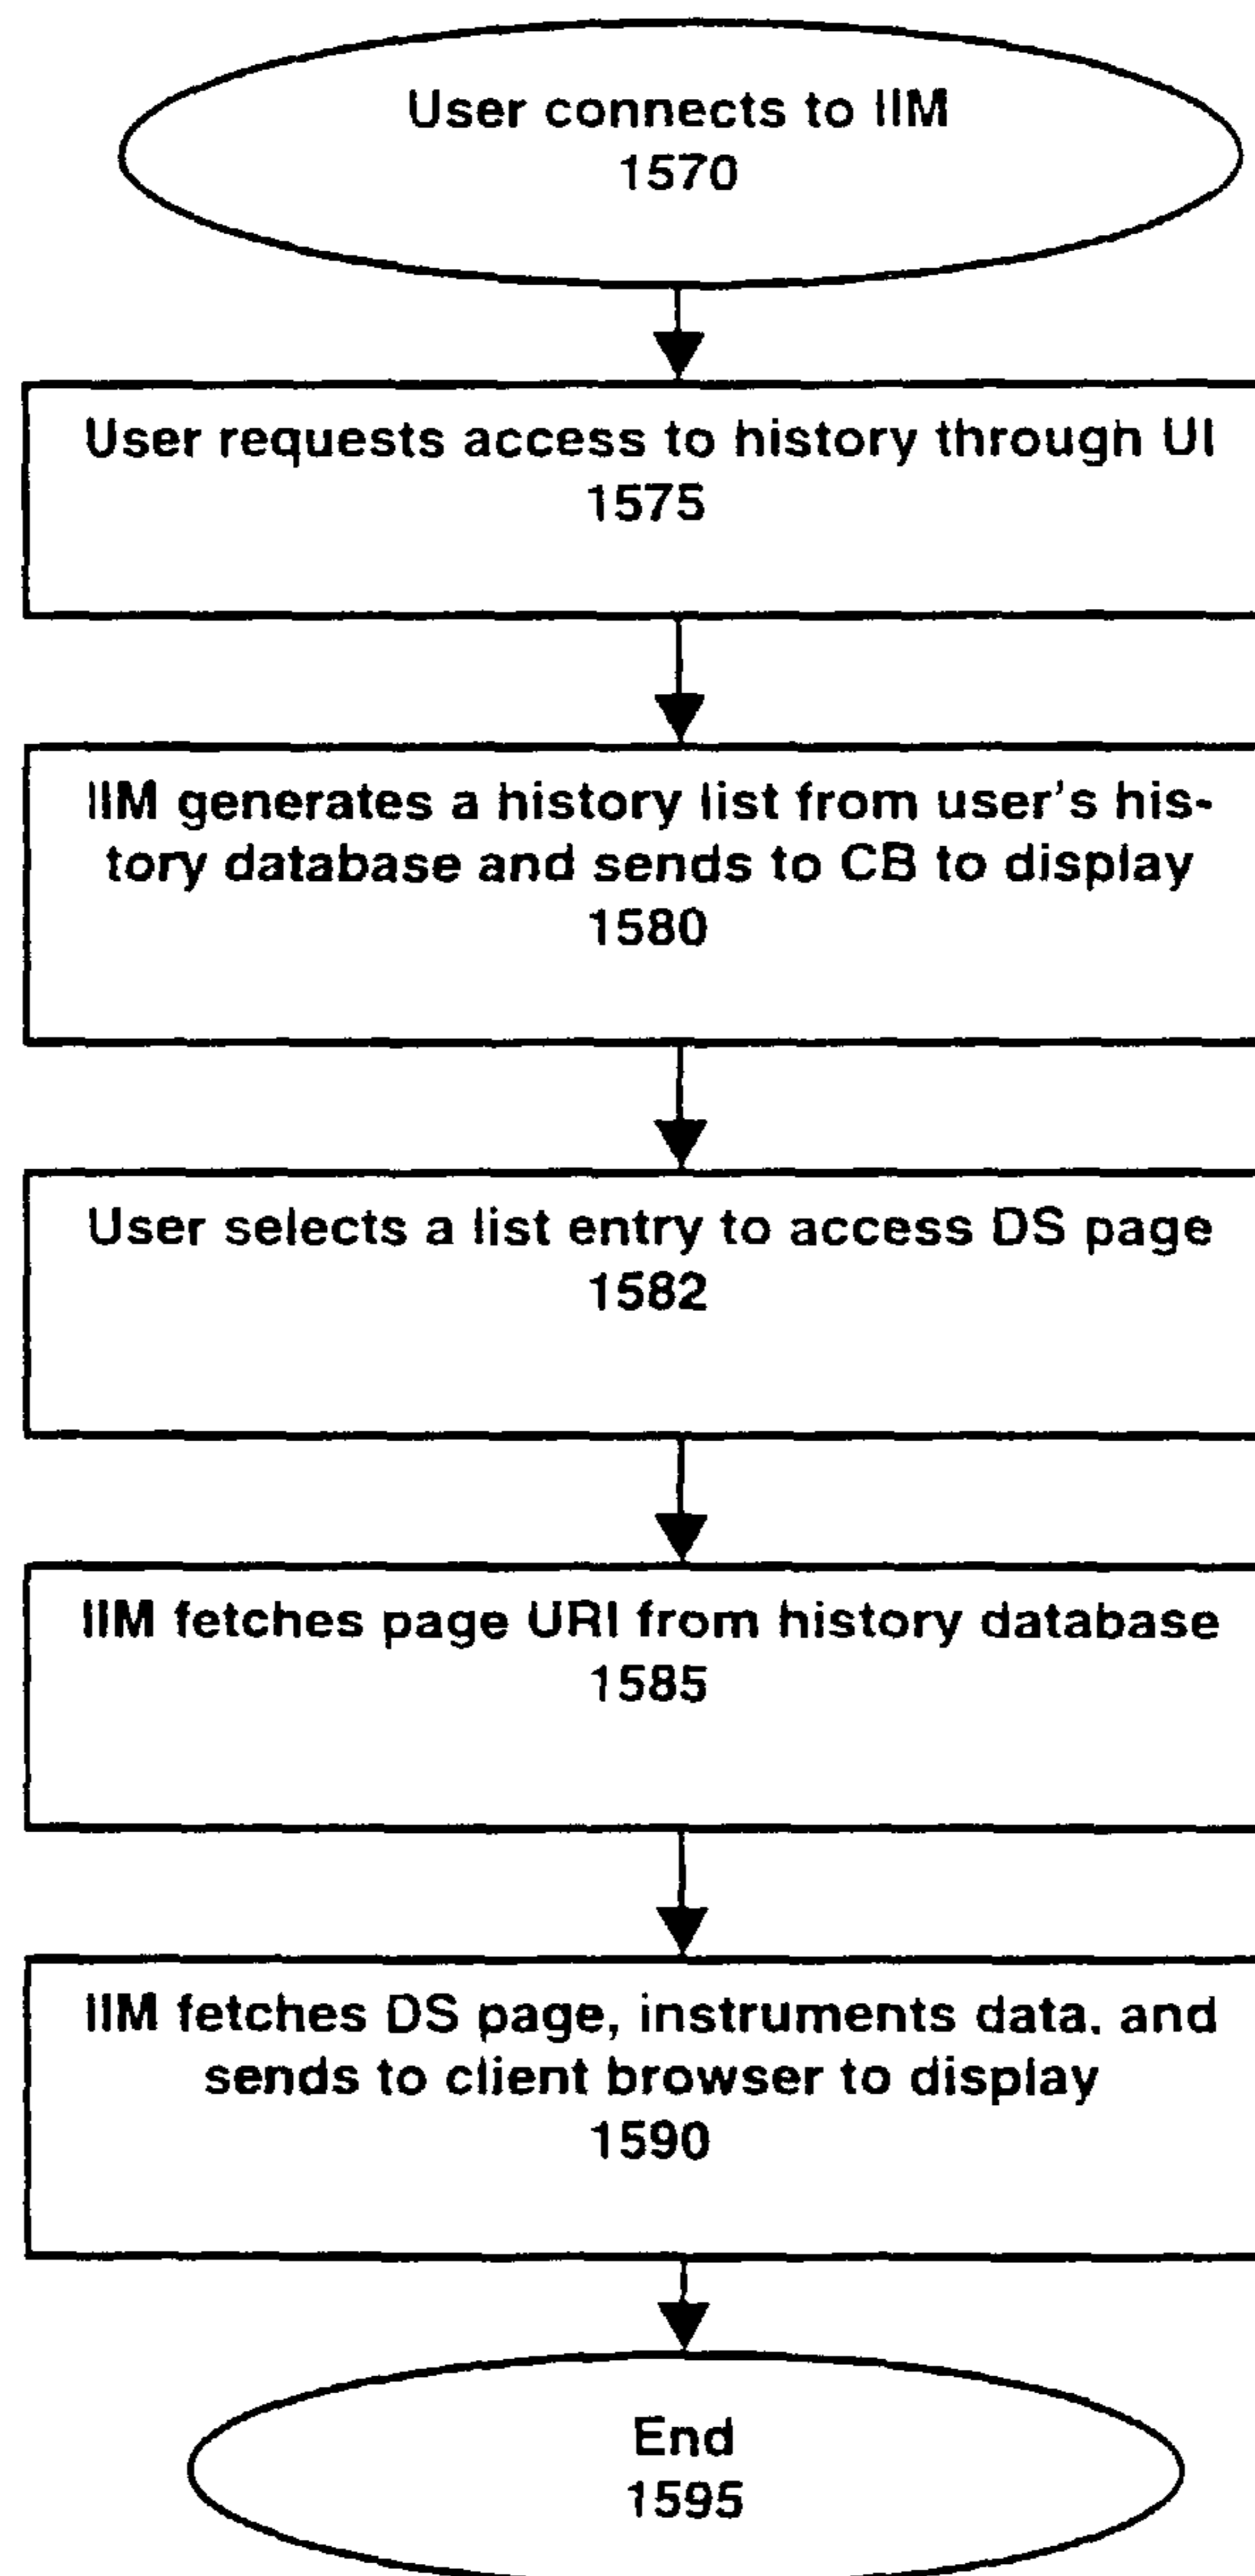 User connects to IIM
1570
User requests access to history through UI
1575
IIM generates a history list from user's his-
tory database and sends to CB to display
1580
User selects a list entry to access DS page
1582
IIM fetches page URI from history database
1585
IIM fetches DS page, instruments data, and
sends to client browser to display
1590
End
1595